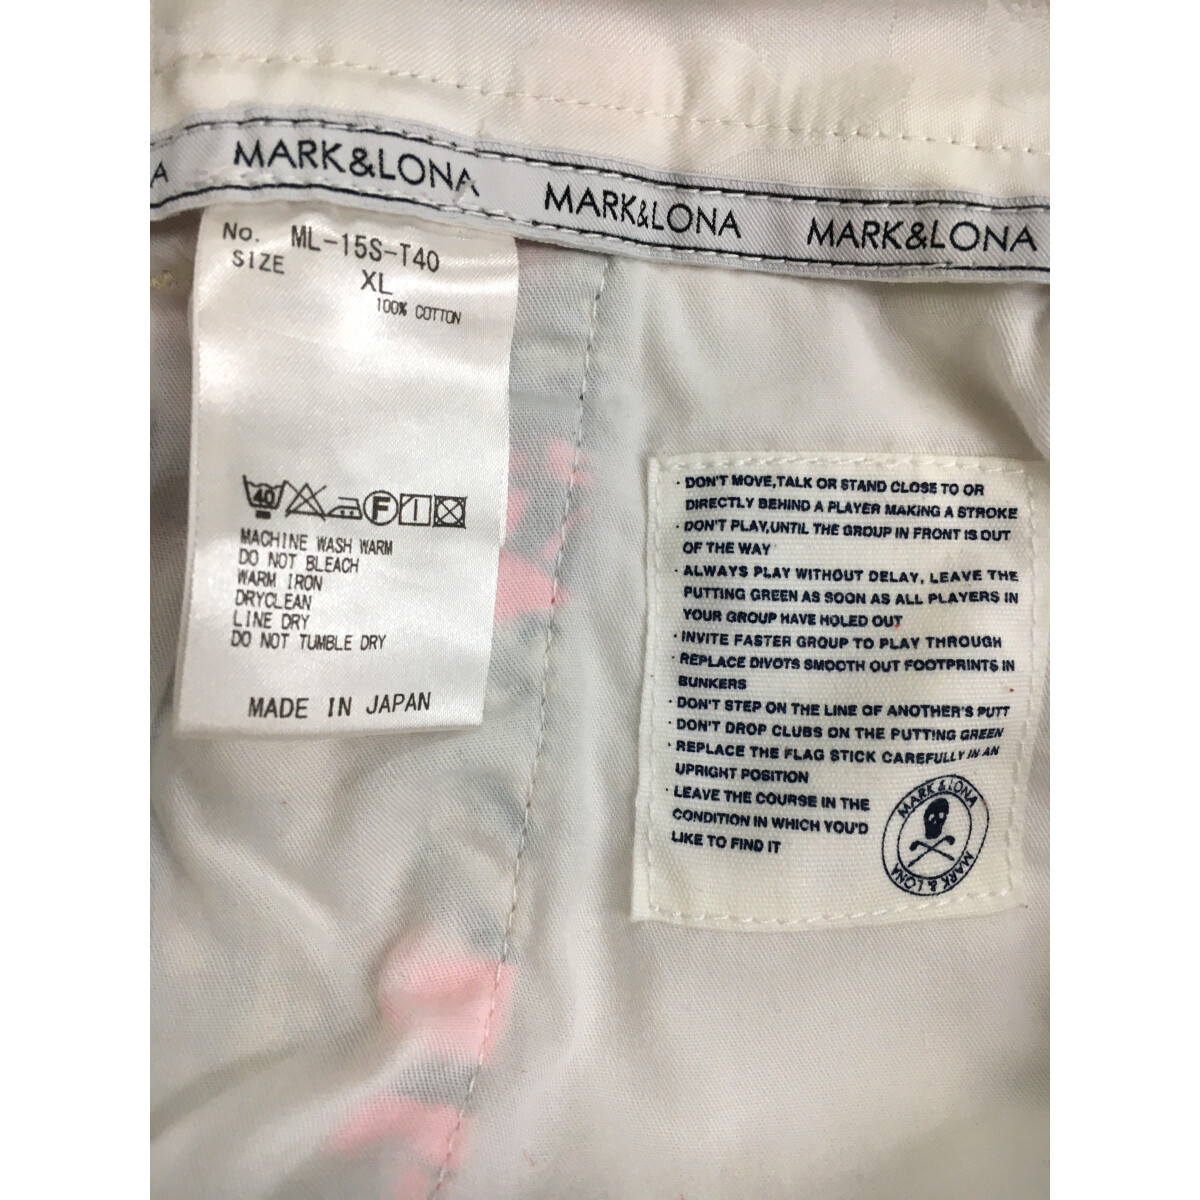 A
MARK&LONA
MARK&LONA
MARK&LONA
No. ML-15S-T40
SIZE XL
100% COTTON
40 F
MACHINE WASH WARM
DO NOT BLEACH
WARM IRON
DRYCLEAN
LINE DRY
DO NOT TUMBLE DRY
MADE IN JAPAN
· DON'T MOVE,TALK OR STAND CLOSE TO OR
DIRECTLY BEHIND A PLAYER MAKING A STROKE
· DON'T PLAY,UNTIL THE GROUP IN FRONT IS OUT
OF THE WAY
· ALWAYS PLAY WITHOUT DELAY, LEAVE THE
PUTTING GREEN AS SOON AS ALL PLAYERS IN
YOUR GROUP HAVE HOLED OUT
· INVITE FASTER GROUP TO PLAY THROUGH
· REPLACE DIVOTS SMOOTH OUT FOOTPRINTS IN
BUNKERS
· DON'T STEP ON THE LINE OF ANOTHER'S PUTT
· DON'T DROP CLUBS ON THE PUTTING GREEN
· REPLACE THE FLAG STICK CAREFULLY IN AN
UPRIGHT POSITION
· LEAVE THE COURSE IN THE
CONDITION IN WHICH YOU'D
LIKE TO FIND IT
MARK & LONA
MARK & LONA